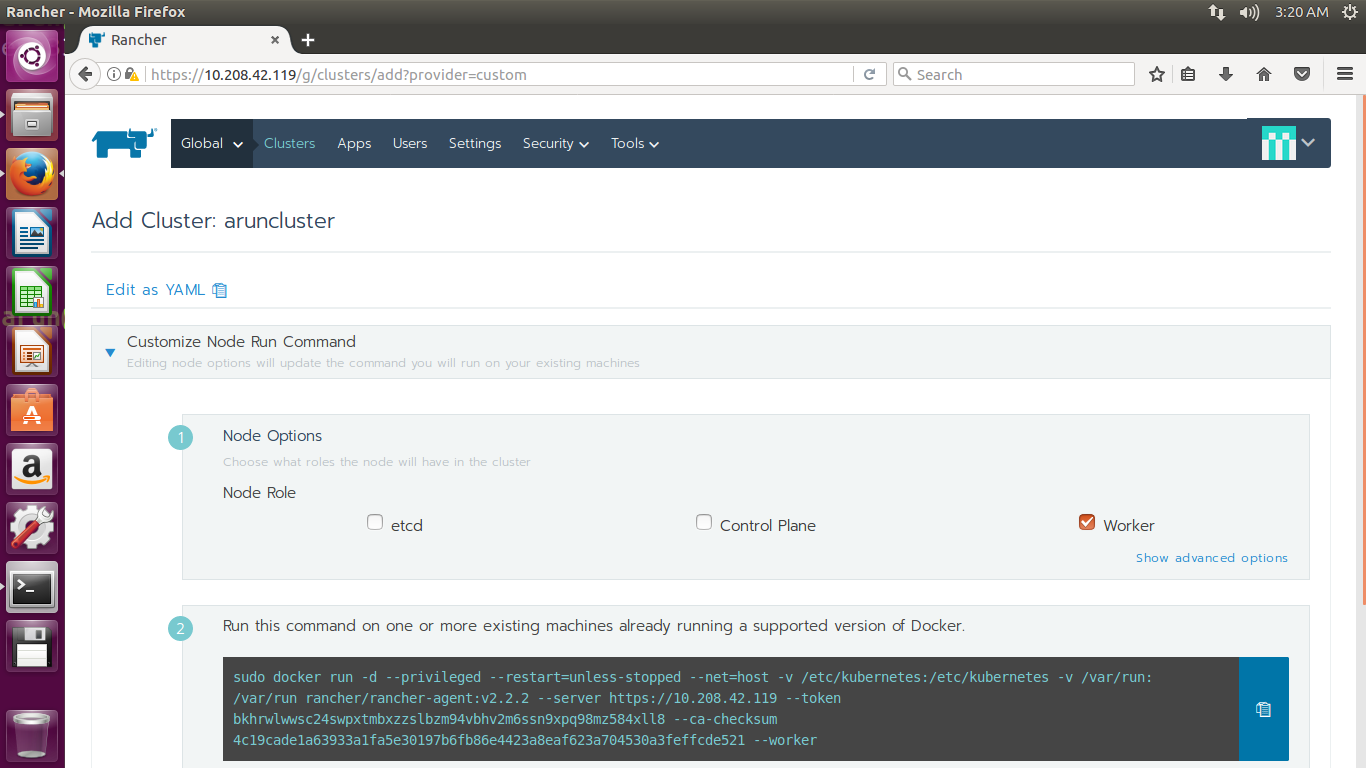 Rancher - Mozilla Firefox
3:20 AM
Rancher
https://10.208.42.119/g/clusters/add?provider=custom
Search
Global Clusters Apps Users Settings Security Tools
Add Cluster: aruncluster
Edit as YAML
Customize Node Run Command
Editing node options will update the command you will run on your existing machines
1
Node Options
Choose what roles the node will have in the cluster
Node Role
etcd Control Plane Worker
Show advanced options
2
Run this command on one or more existing machines already running a supported version of Docker.
sudo docker run -d --privileged --restart=unless-stopped --net=host -v /etc/kubernetes:/etc/kubernetes -v /var/run:
/var/run rancher/rancher-agent:v2.2.2 --server https://10.208.42.119 --token
bkhrwlwwsc24swpxtmbxzzslbzm94vbhv2m6ssn9xpq98mz584xll8 --ca-checksum
4c19cade1a63933a1fa5e30197b6fb86e4423a8eaf623a704530a3feffcde521 --worker